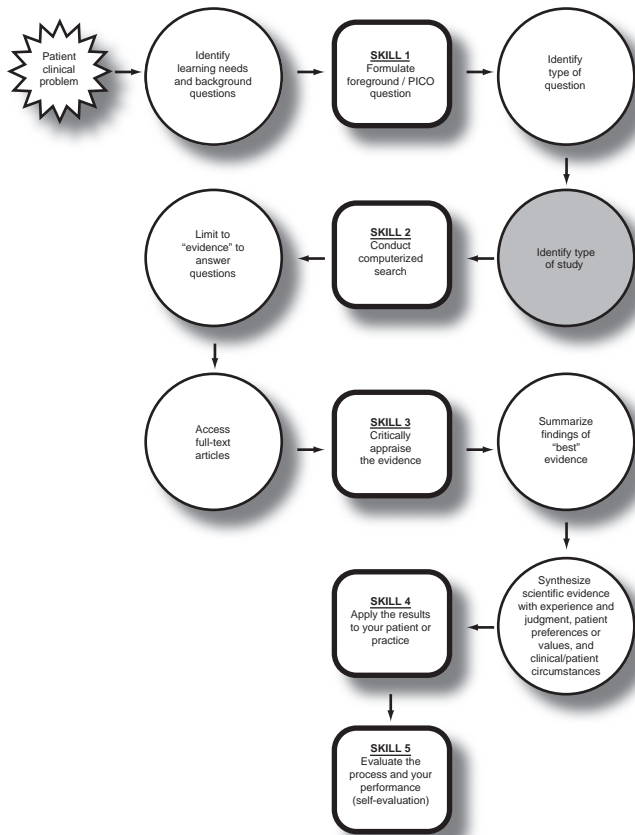 Patient
clinical
problem
Identify
learning needs
and background
questions
SKILL 1
Formulate
foreground / PICO
question
Identify
type of
question
Identify type
of study
SKILL 2
Conduct
computerized
search
Limit to
“evidence” to
answer
questions
Access
full-text
articles
SKILL 3
Critically
appraise
the evidence
Summarize
findings of
“best”
evidence
Synthesize
scientific evidence
with experience and
judgment, patient
preferences or
values, and
clinical/patient
circumstances
SKILL 4
Apply the results
to your patient or
practice
SKILL 5
Evaluate the
process and your
performance
(self-evaluation)